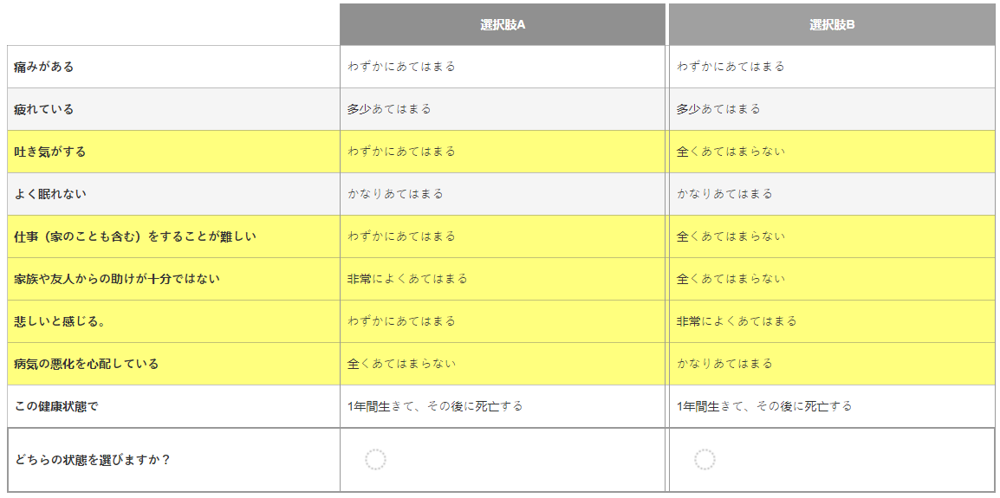 選択肢A 選択肢B
痛みがある わずかにあてはまる わずかにあてはまる
疲れている 多少あてはまる 多少あてはまる
吐き気がする わずかにあてはまる 全くあてはまらない
よく眠れない かなりあてはまる かなりあてはまる
仕事（家のことも含む）をすることが難しい わずかにあてはまる 全くあてはまらない
家族や友人からの助けが十分ではない 非常によくあてはまる 全くあてはまらない
悲しいと感じる。 わずかにあてはまる 非常によくあてはまる
病気の悪化を心配している 全くあてはまらない かなりあてはまる
この健康状態で 1年間生きて、その後に死亡する 1年間生きて、その後に死亡する
どちらの状態を選びますか？